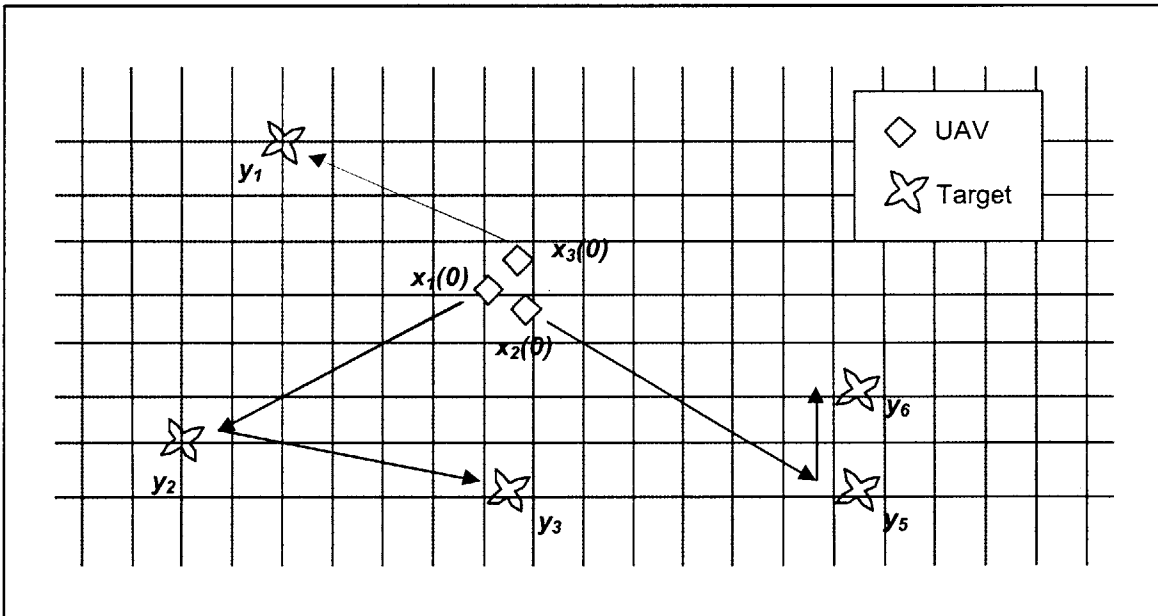 UAV
Target
y₁
x₃(0)
x₁(0)
x₂(0)
y₆
y₂
y₃
y₅